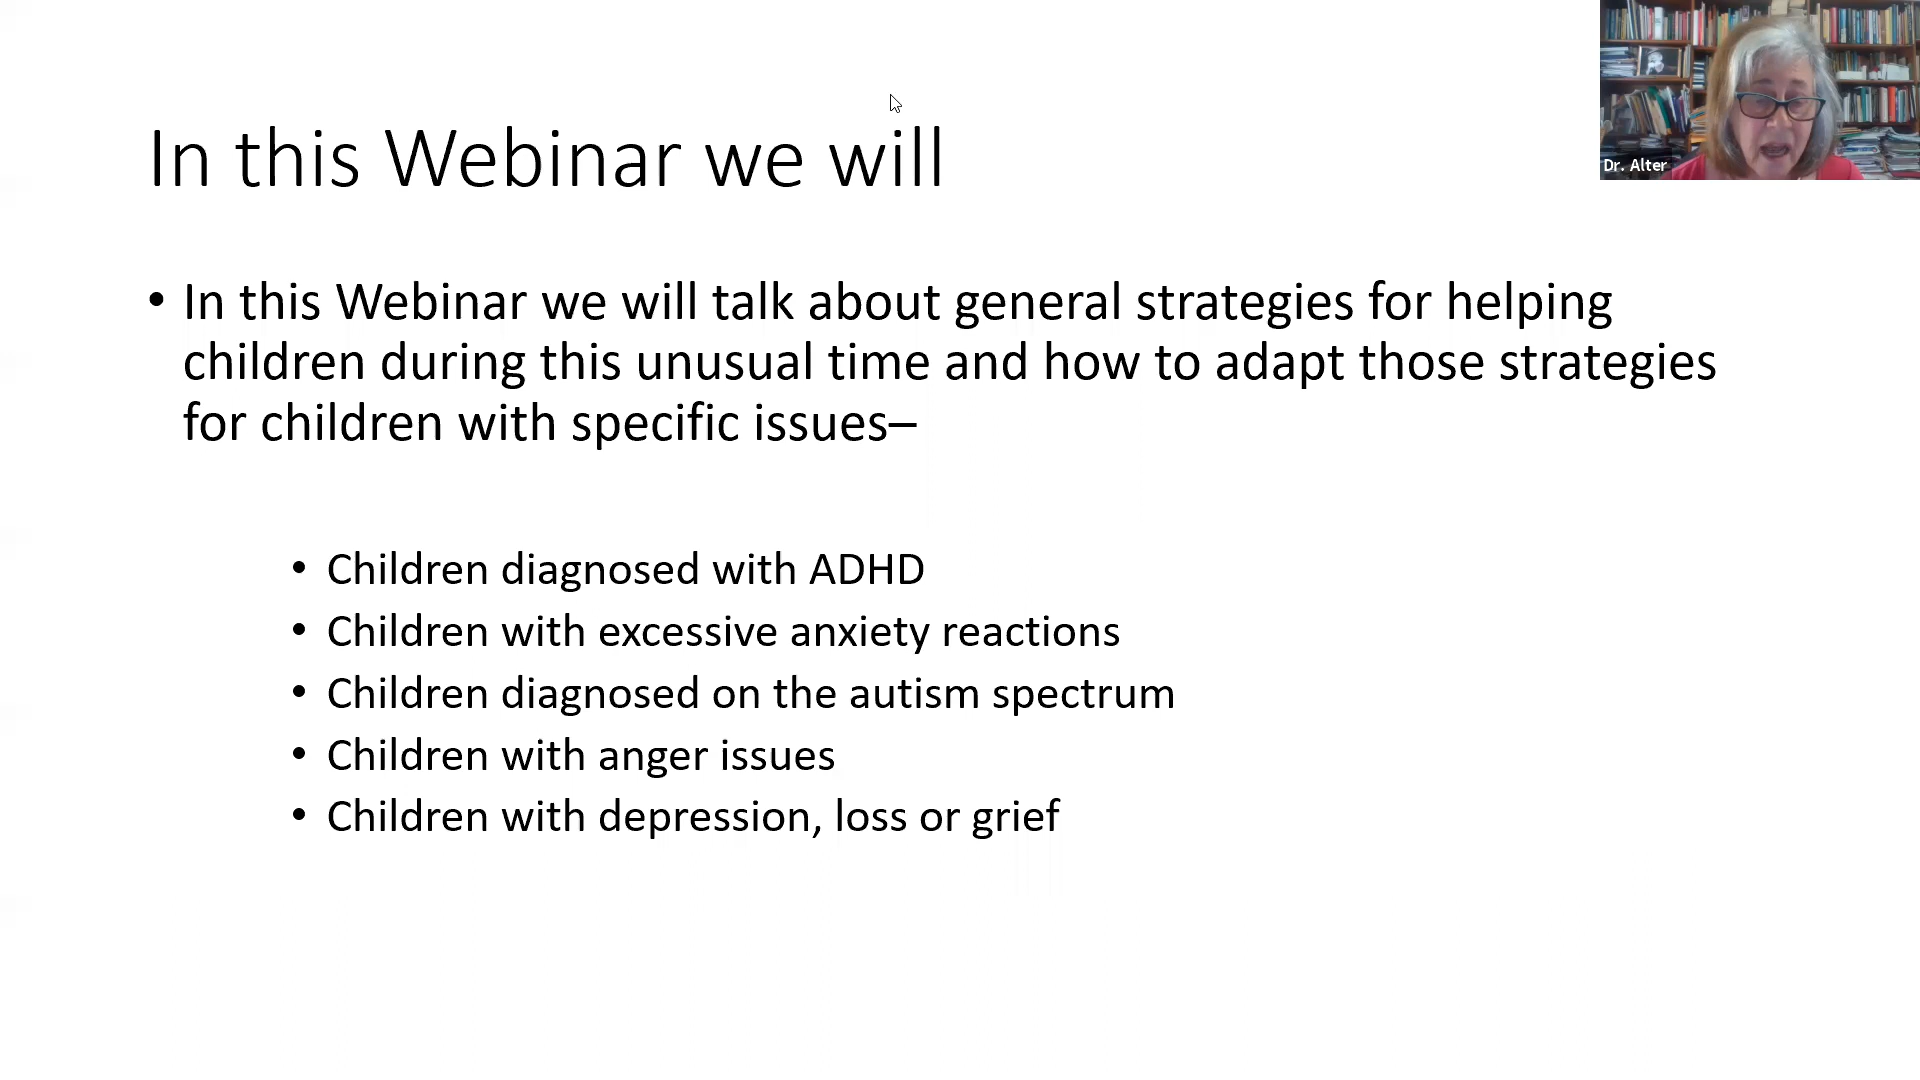 Dr. Alter
In this Webinar we will
• In this Webinar we will talk about general strategies for helping
children during this unusual time and how to adapt those strategies
for children with specific issues–
• Children diagnosed with ADHD
• Children with excessive anxiety reactions
• Children diagnosed on the autism spectrum
• Children with anger issues
• Children with depression, loss or grief